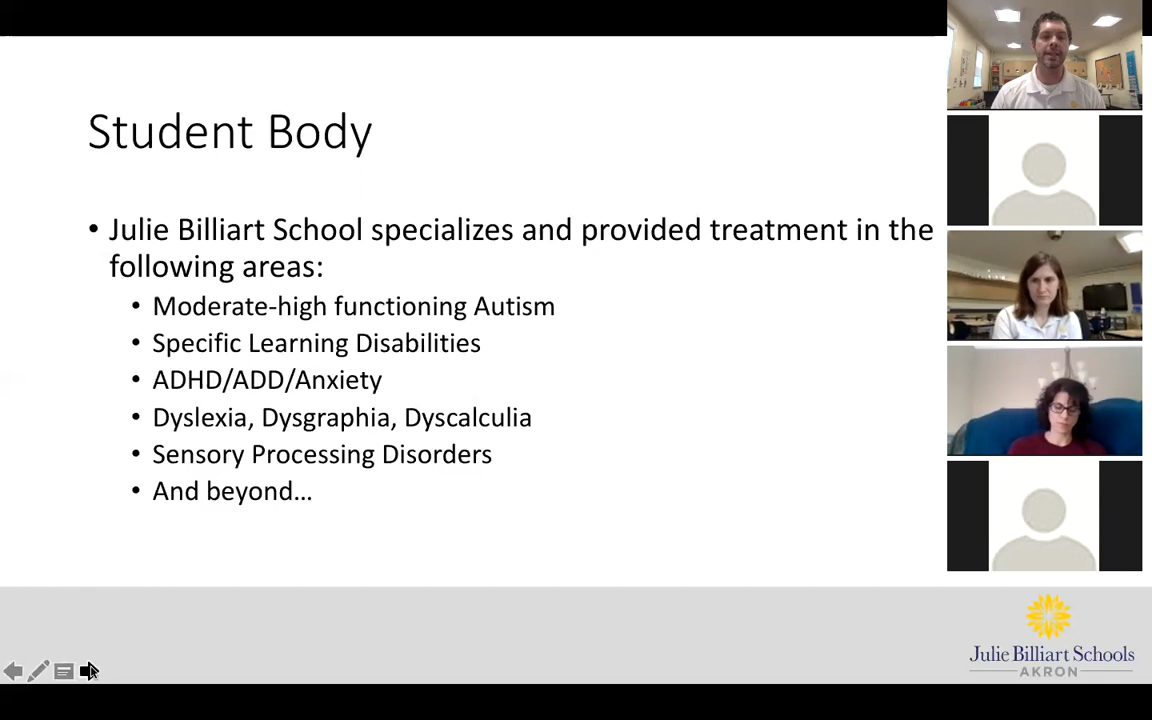 Student Body
• Julie Billiart School specializes and provided treatment in the
following areas:
• Moderate-high functioning Autism
• Specific Learning Disabilities
• ADHD/ADD/Anxiety
• Dyslexia, Dysgraphia, Dyscalculia
• Sensory Processing Disorders
• And beyond...
Julie Billiart Schools
AKRON